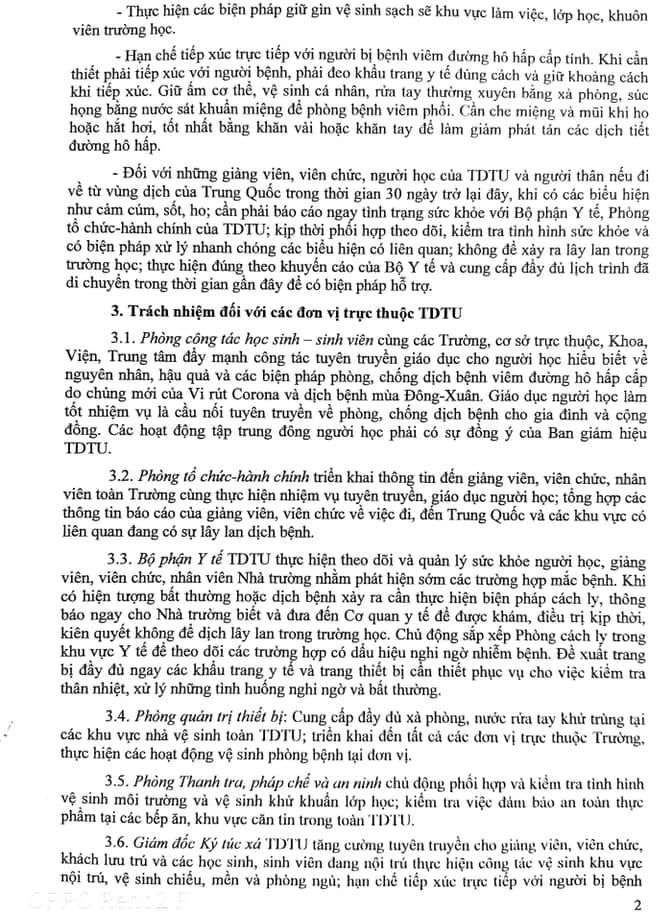 - Thực hiện các biện pháp giữ gìn vệ sinh sạch sẽ khu vực làm việc, lớp học, khuôn
viên trường học.
- Hạn chế tiếp xúc trực tiếp với người bị bệnh viêm đường hô hấp cấp tính. Khi cần
thiết phải tiếp xúc với người bệnh, phải đeo khẩu trang y tế đúng cách và giữ khoảng cách
khi tiếp xúc. Giữ ấm cơ thể, vệ sinh cá nhân, rửa tay thường xuyên bằng xà phòng, súc
họng bằng nước sát khuẩn miệng để phòng bệnh viêm phổi. Cần che miệng và mũi khi ho
hoặc hắt hơi, tốt nhất bằng khăn vải hoặc khăn tay để làm giảm phát tán các dịch tiết
đường hô hấp.
- Đối với những giảng viên, viên chức, người học của TDTU và người thân nếu đi
về từ vùng dịch của Trung Quốc trong thời gian 30 ngày trở lại đây, khi có các biểu hiện
như cảm cúm, sốt, ho; cần phải báo cáo ngay tình trạng sức khỏe với Bộ phận Y tế, Phòng
tổ chức-hành chính của TDTU; kịp thời phối hợp theo dõi, kiểm tra tình hình sức khỏe và
có biện pháp xử lý nhanh chóng các biểu hiện có liên quan; không để xảy ra lây lan trong
trường học; thực hiện đúng theo khuyến cáo của Bộ Y tế và cung cấp đầy đủ lịch trình đã
di chuyển trong thời gian gần đây để có biện pháp hỗ trợ.
3. Trách nhiệm đối với các đơn vị trực thuộc TDTU
3.1. Phòng công tác học sinh – sinh viên cùng các Trường, cơ sở trực thuộc, Khoa,
Viện, Trung tâm đẩy mạnh công tác tuyên truyền giáo dục cho người học hiểu biết về
nguyên nhân, hậu quả và các biện pháp phòng, chống dịch bệnh viêm đường hô hấp cấp
do chủng mới của Vi rút Corona và dịch bệnh mùa Đông-Xuân. Giáo dục người học làm
tốt nhiệm vụ là cầu nối tuyên truyền về phòng, chống dịch bệnh cho gia đình và cộng
đồng. Các hoạt động tập trung đông người học phải có sự đồng ý của Ban giám hiệu
TDTU.
3.2. Phòng tổ chức-hành chính triển khai thông tin đến giảng viên, viên chức, nhân
viên toàn Trường cùng thực hiện nhiệm vụ tuyên truyền, giáo dục người học; tổng hợp các
thông tin báo cáo của giảng viên, viên chức về việc đi, đến Trung Quốc và các khu vực có
liên quan đang có sự lây lan dịch bệnh.
3.3. Bộ phận Y tế TDTU thực hiện theo dõi và quản lý sức khỏe người học, giảng
viên, viên chức, nhân viên Nhà trường nhằm phát hiện sớm các trường hợp mắc bệnh. Khi
có hiện tượng bất thường hoặc dịch bệnh xảy ra cần thực hiện biện pháp cách ly, thông
báo ngay cho Nhà trường biết và đưa đến Cơ quan y tế để được khám, điều trị kịp thời,
kiên quyết không để dịch lây lan trong trường học. Chủ động sắp xếp Phòng cách ly trong
khu vực Y tế để theo dõi các trường hợp có dấu hiệu nghi ngờ nhiễm bệnh. Đề xuất trang
bị đầy đủ ngay các khẩu trang y tế và trang thiết bị cần thiết phục vụ cho việc kiểm tra
thân nhiệt, xử lý những tình huống nghi ngờ và bất thường.
3.4. Phòng quản trị thiết bị: Cung cấp đầy đủ xà phòng, nước rửa tay khử trùng tại
các khu vực nhà vệ sinh toàn TDTU; triển khai đến tất cả các đơn vị trực thuộc Trường,
thực hiện các hoạt động vệ sinh phòng bệnh tại đơn vị.
3.5. Phòng Thanh tra, pháp chế và an ninh chủ động phối hợp và kiểm tra tình hình
vệ sinh môi trường và vệ sinh khử khuẩn lớp học; kiểm tra việc đảm bảo an toàn thực
phẩm tại các bếp ăn, khu vực căn tin trong toàn TDTU.
3.6. Giám đốc Ký túc xá TDTU tăng cường tuyên truyền cho giảng viên, viên chức,
khách lưu trú và các học sinh, sinh viên đang nội trú thực hiện công tác vệ sinh khu vực
nội trú, vệ sinh chiếu, mền và phòng ngủ; hạn chế tiếp xúc trực tiếp với người bị bệnh
2